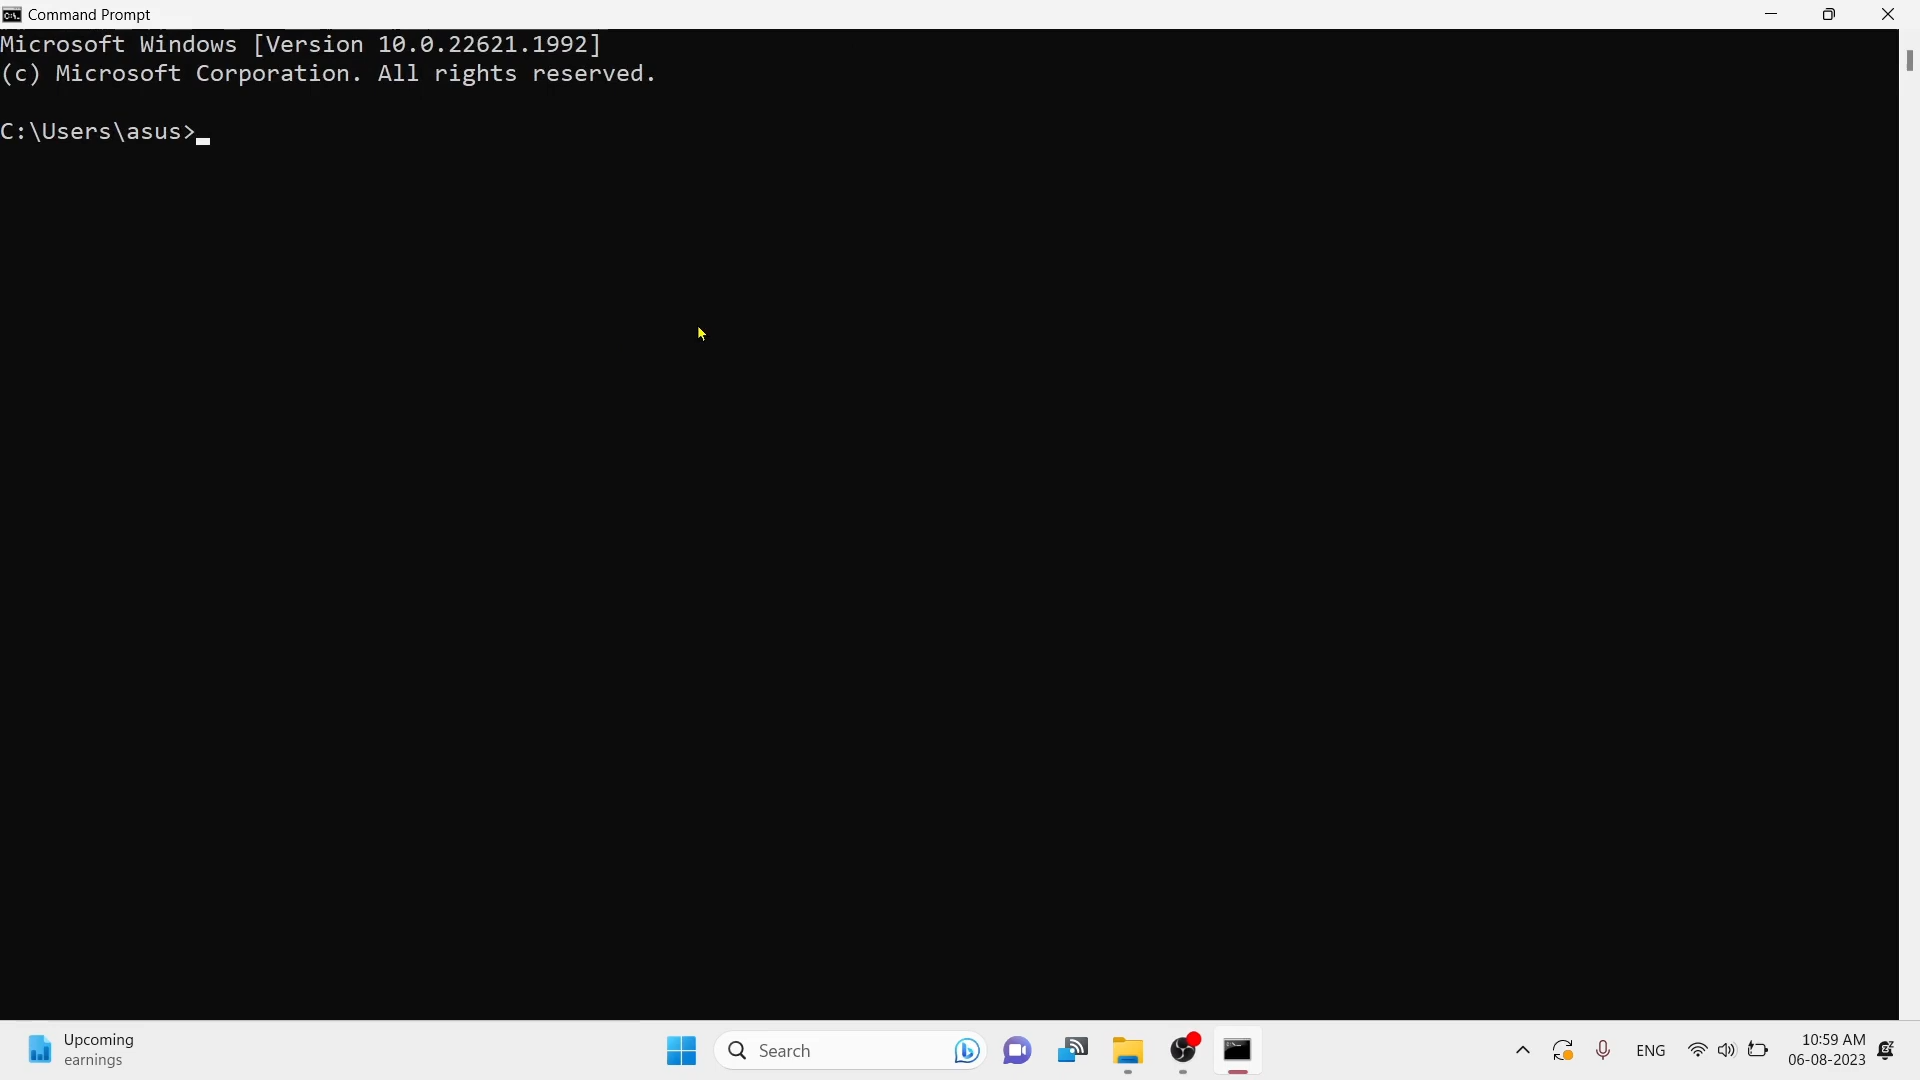 Command Prompt
Microsoft Windows [Version 10.0.22621.1992]
(c) Microsoft Corporation. All rights reserved.
C:\Users\asus>
Upcoming
earnings
Search
ENG
10:59 AM
06-08-2023